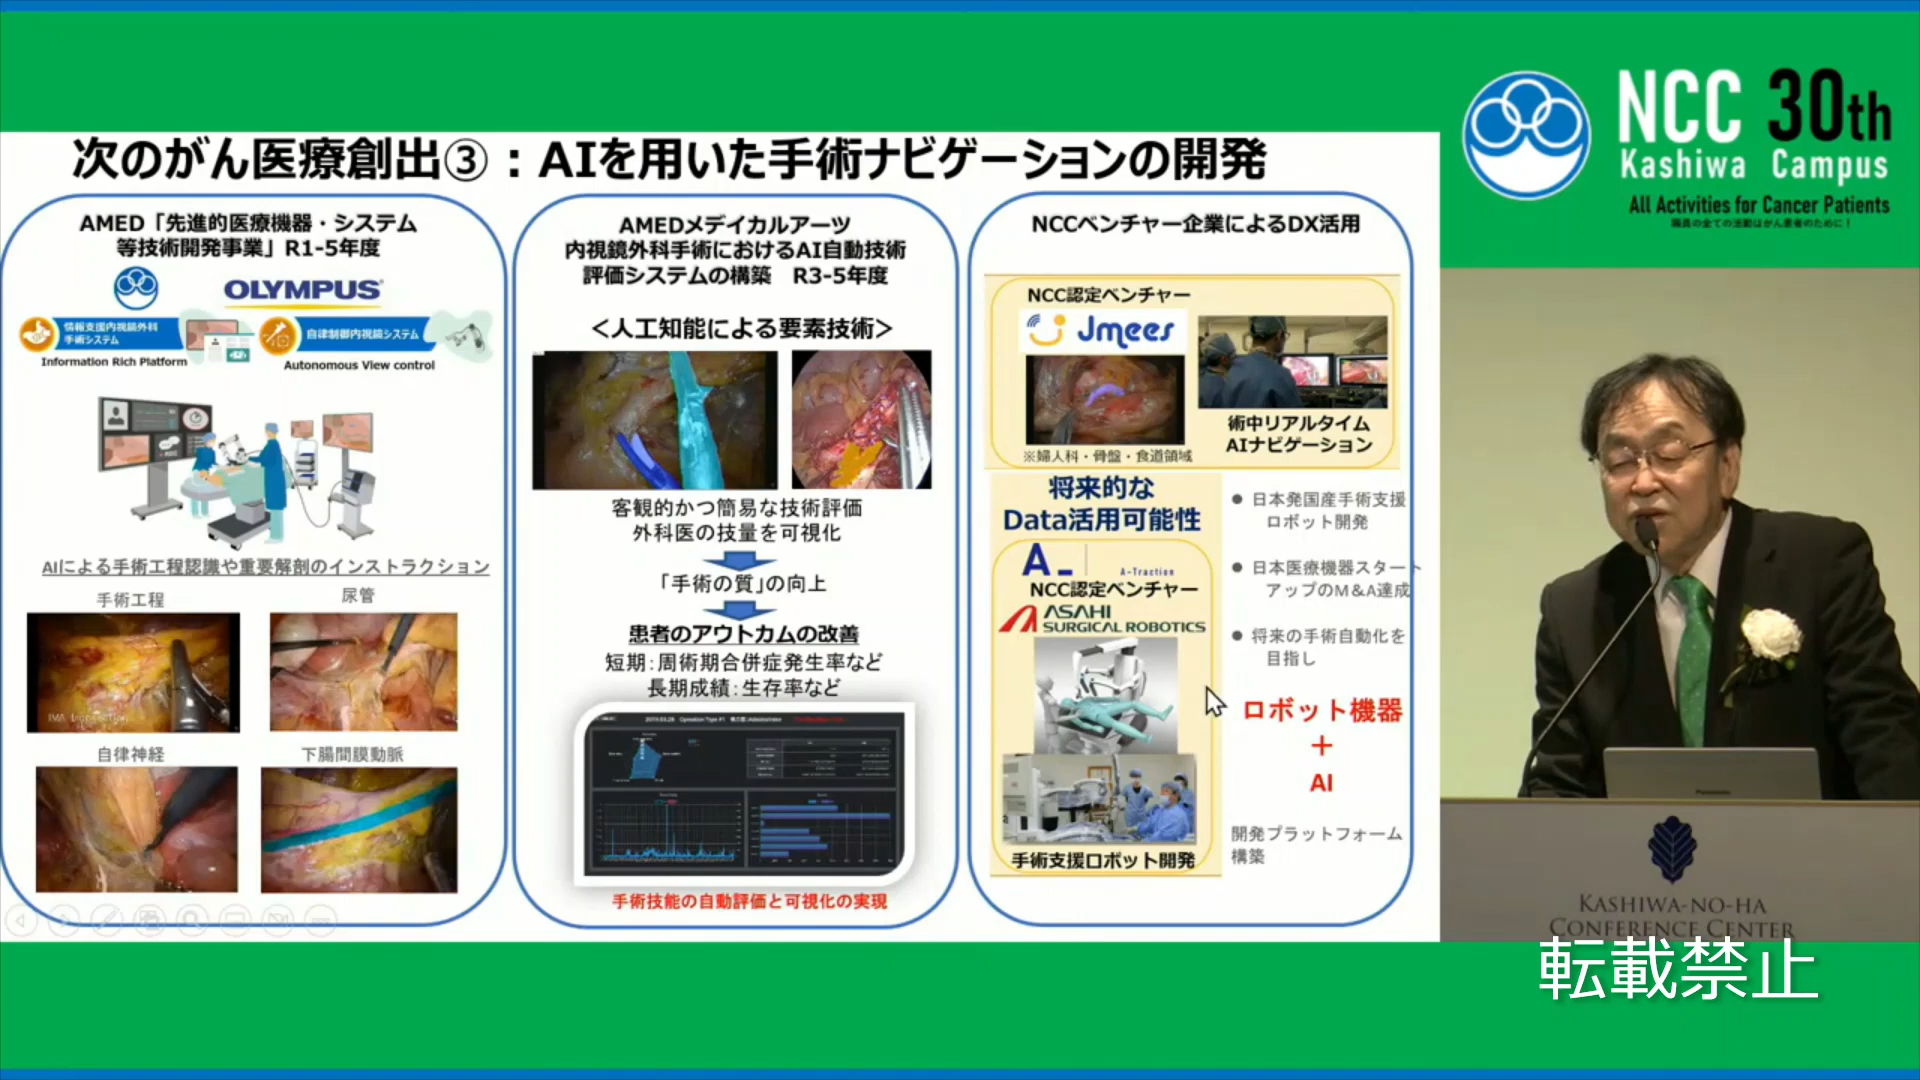 次のがん医療創出③：AIを用いた手術ナビゲーションの開発
AMED「先進的医療機器・システム
等技術開発事業」R1-5年度
OLYMPUS
情報支援内視鏡外科
手術システム
自律制御内視鏡システム
Information Rich Platform
Autonomous View control
AIによる手術工程認識や重要解剖のインストラクション
手術工程
尿管
自律神経
下腸間膜動脈
AMEDメデイカルアーツ
内視鏡外科手術におけるAI自動技術
評価システムの構築　R3-5年度
＜人工知能による要素技術＞
客観的かつ簡易な技術評価
外科医の技量を可視化
「手術の質」の向上
患者のアウトカムの改善
短期：周術期合併症発生率など
長期成績：生存率など
手術技能の自動評価と可視化の実現
NCCベンチャー企業によるDX活用
NCC認定ベンチャー
Jmees
術中リアルタイム
AIナビゲーション
※婦人科・骨盤・食道領域
将来的な
Data活用可能性
A-Traction
NCC認定ベンチャー
ASAHI
SURGICAL ROBOTICS
手術支援ロボット開発
● 日本発国産手術支援
ロボット開発
● 日本医療機器スタート
アップのM＆A達成
● 将来の手術自動化を
目指し
ロボット機器
＋
AI
開発プラットフォーム
構築
NCC 30th
Kashiwa Campus
All Activities for Cancer Patients
職員の全ての活動はがん患者のために！
KASHIWA-NO-HA
CONFERENCE CENTER
転載禁止